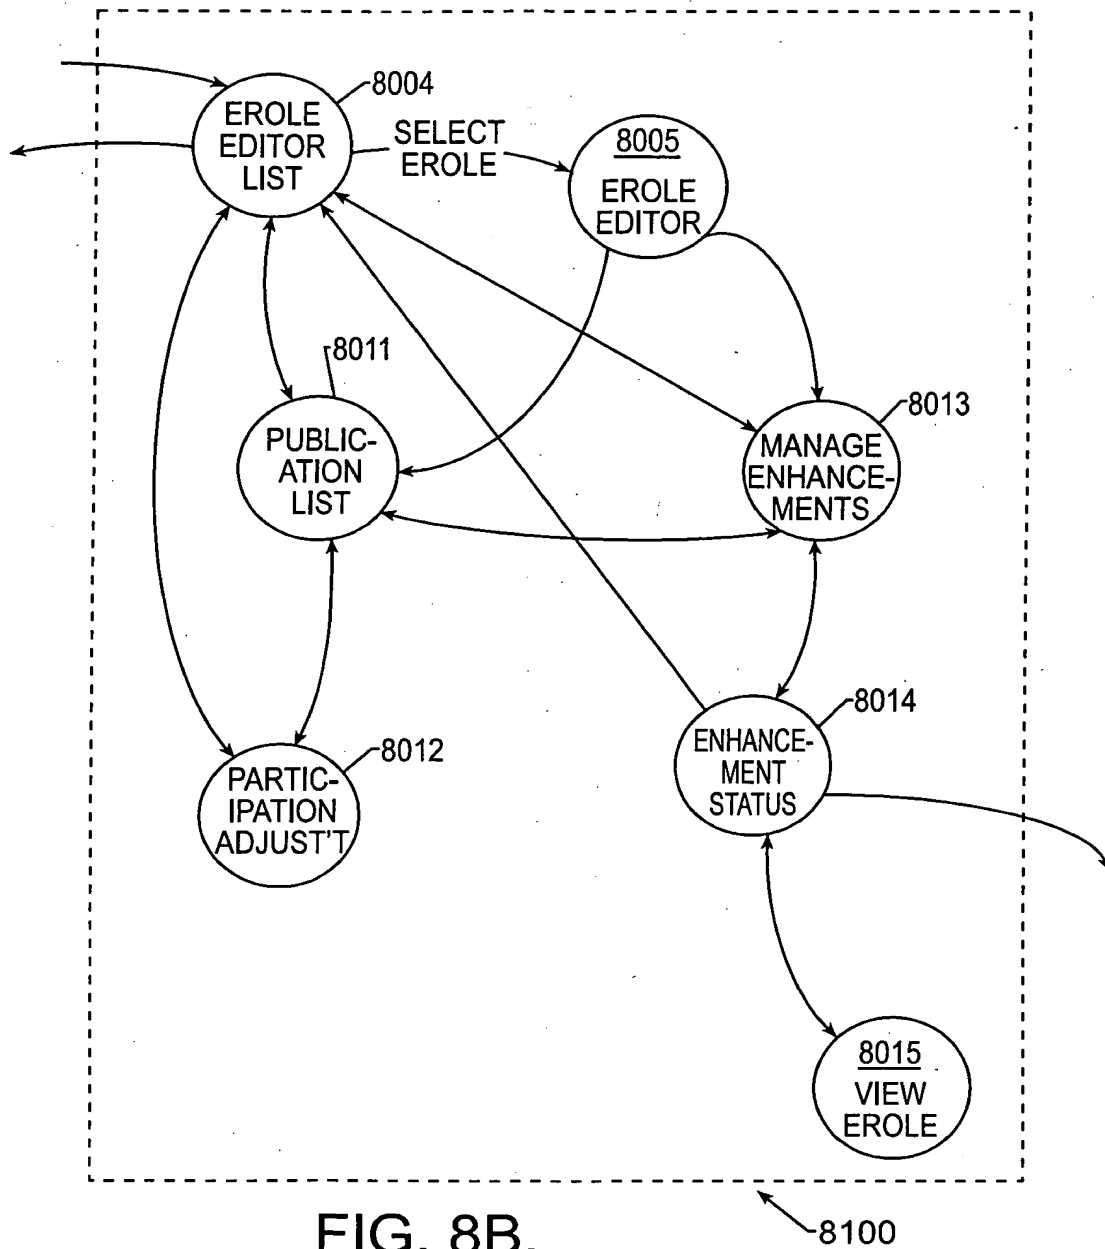 8004
EROLE
EDITOR
LIST
SELECT
EROLE
8005
EROLE
EDITOR
8011
PUBLIC-
ATION
LIST
8013
MANAGE
ENHANCE-
MENTS
8014
ENHANCE-
MENT
STATUS
8012
PARTIC-
IPATION
ADJUST'T
8015
VIEW
EROLE
8100
FIG. 8B.